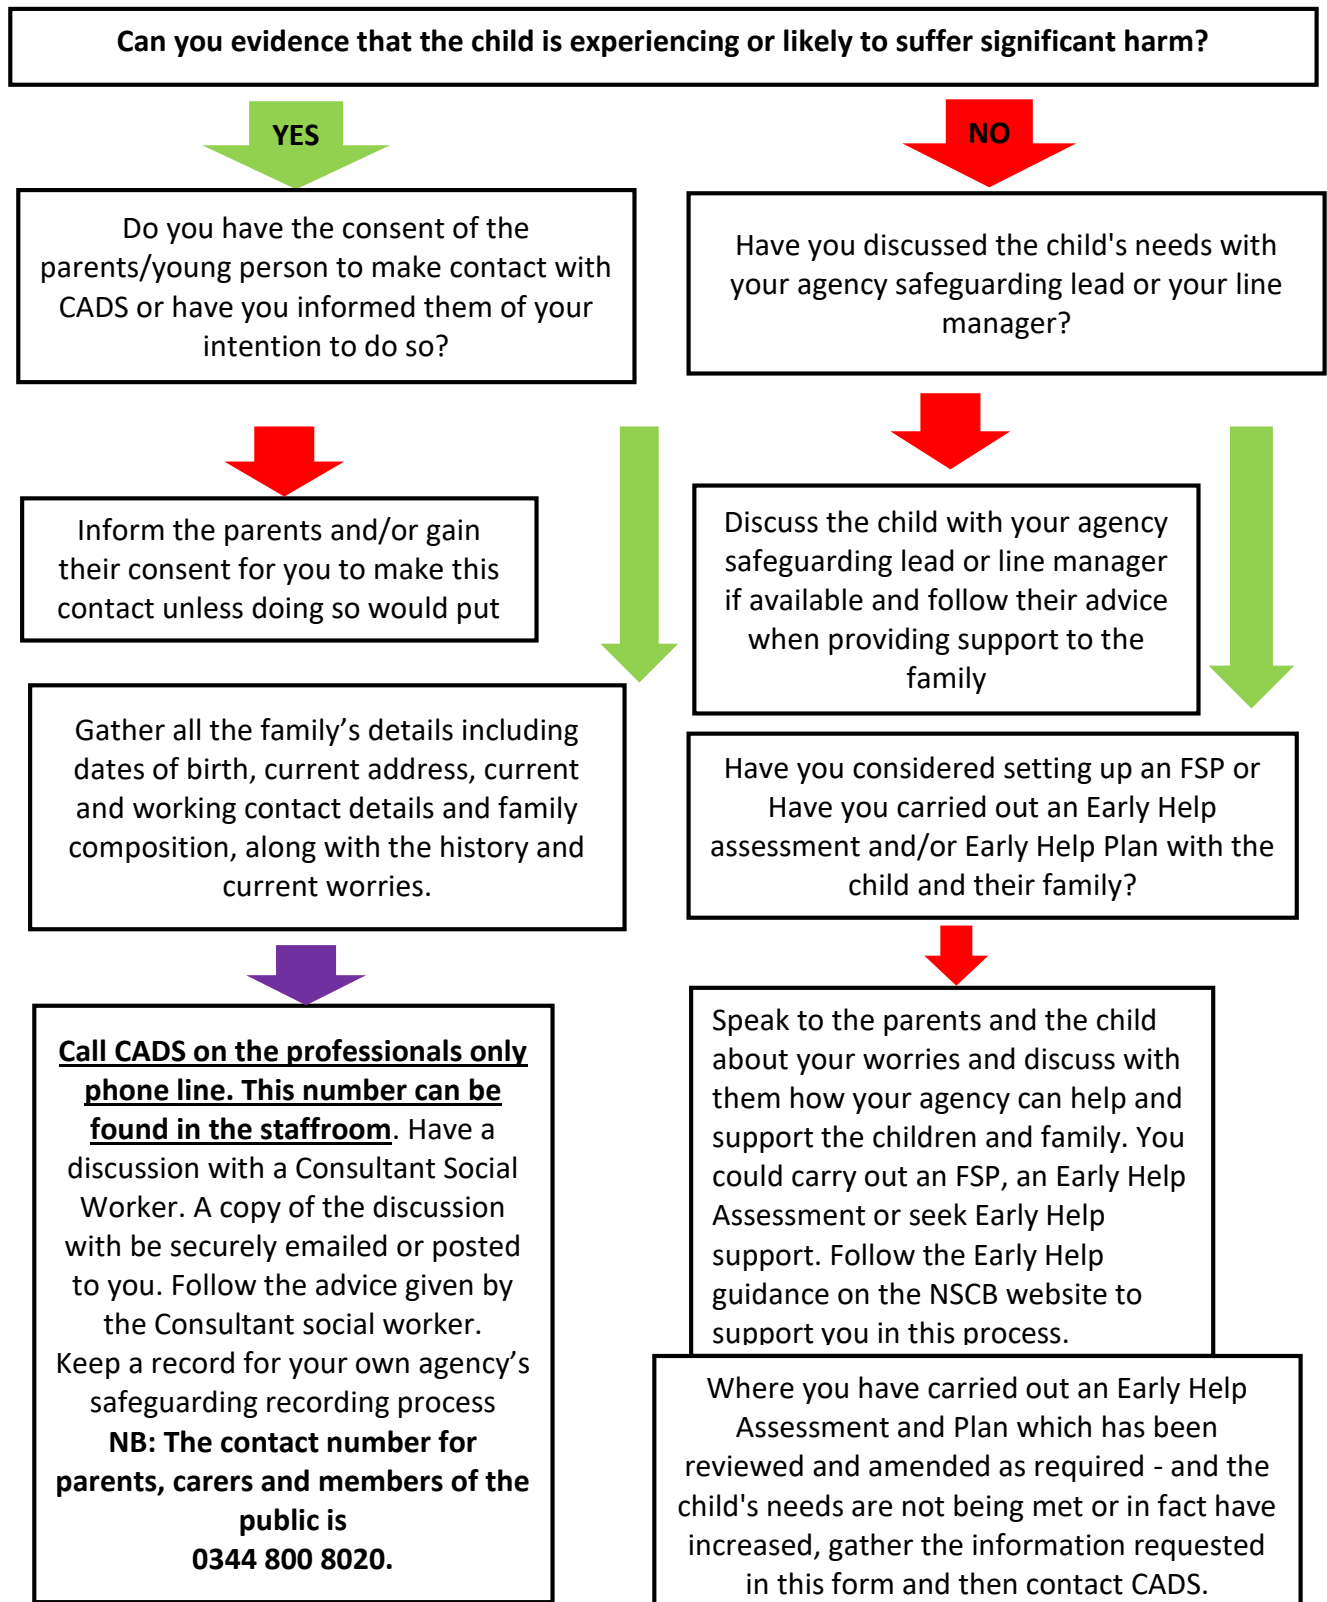 Can you evidence that the child is experiencing or likely to suffer significant harm?
YES
NO
Do you have the consent of the
parents/young person to make contact with
CADS or have you informed them of your
intention to do so?
Have you discussed the child's needs with
your agency safeguarding lead or your line
manager?
Inform the parents and/or gain
their consent for you to make this
contact unless doing so would put
Discuss the child with your agency
safeguarding lead or line manager
if available and follow their advice
when providing support to the
family
Gather all the family’s details including
dates of birth, current address, current
and working contact details and family
composition, along with the history and
current worries.
Have you considered setting up an FSP or
Have you carried out an Early Help
assessment and/or Early Help Plan with the
child and their family?
Call CADS on the professionals only
phone line. This number can be
found in the staffroom. Have a
discussion with a Consultant Social
Worker. A copy of the discussion
with be securely emailed or posted
to you. Follow the advice given by
the Consultant social worker.
Keep a record for your own agency’s
safeguarding recording process
NB: The contact number for
parents, carers and members of the
public is
0344 800 8020.
Speak to the parents and the child
about your worries and discuss with
them how your agency can help and
support the children and family. You
could carry out an FSP, an Early Help
Assessment or seek Early Help
support. Follow the Early Help
guidance on the NSCB website to
support you in this process.
Where you have carried out an Early Help
Assessment and Plan which has been
reviewed and amended as required - and the
child's needs are not being met or in fact have
increased, gather the information requested
in this form and then contact CADS.